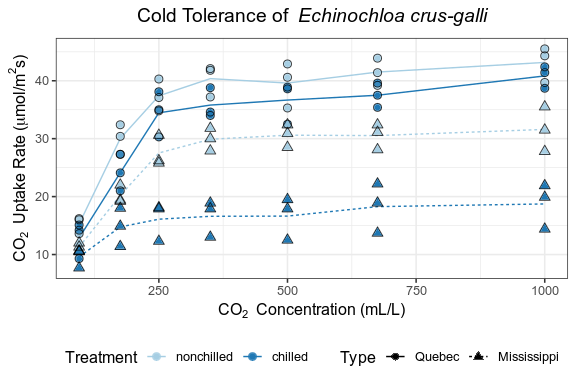 Cold Tolerance of Echinochloa crus-galli
CO₂ Uptake Rate (μmol/m²s)
40
30
20
10
250
500
750
1000
CO₂ Concentration (mL/L)
Treatment nonchilled chilled Type Quebec Mississippi